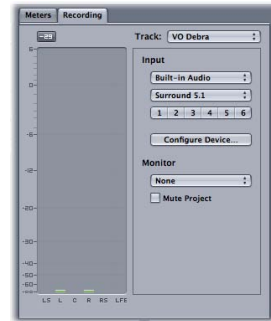 Meters Recording
-29
Track: VO Debra
Input
Built-in Audio
Surround 5.1
1 2 3 4 5 6
Configure Device...
Monitor
None
Mute Project
6-
0-
-6-
-12-
-20-
-30-
-40-
-50-
-60-
LS L C R RS LFE